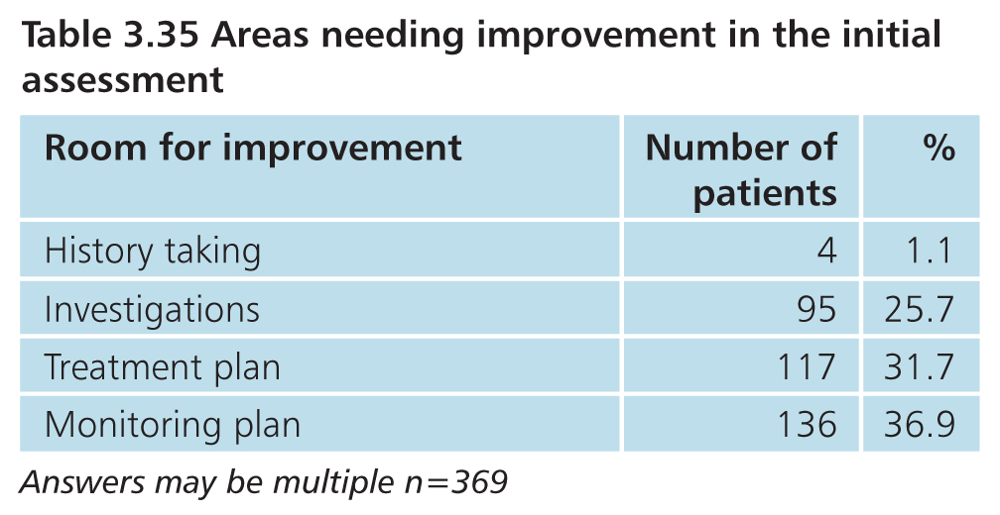 Table 3.35 Areas needing improvement in the initial
assessment
Room for improvement Number of patients %
History taking 4 1.1
Investigations 95 25.7
Treatment plan 117 31.7
Monitoring plan 136 36.9
Answers may be multiple n=369